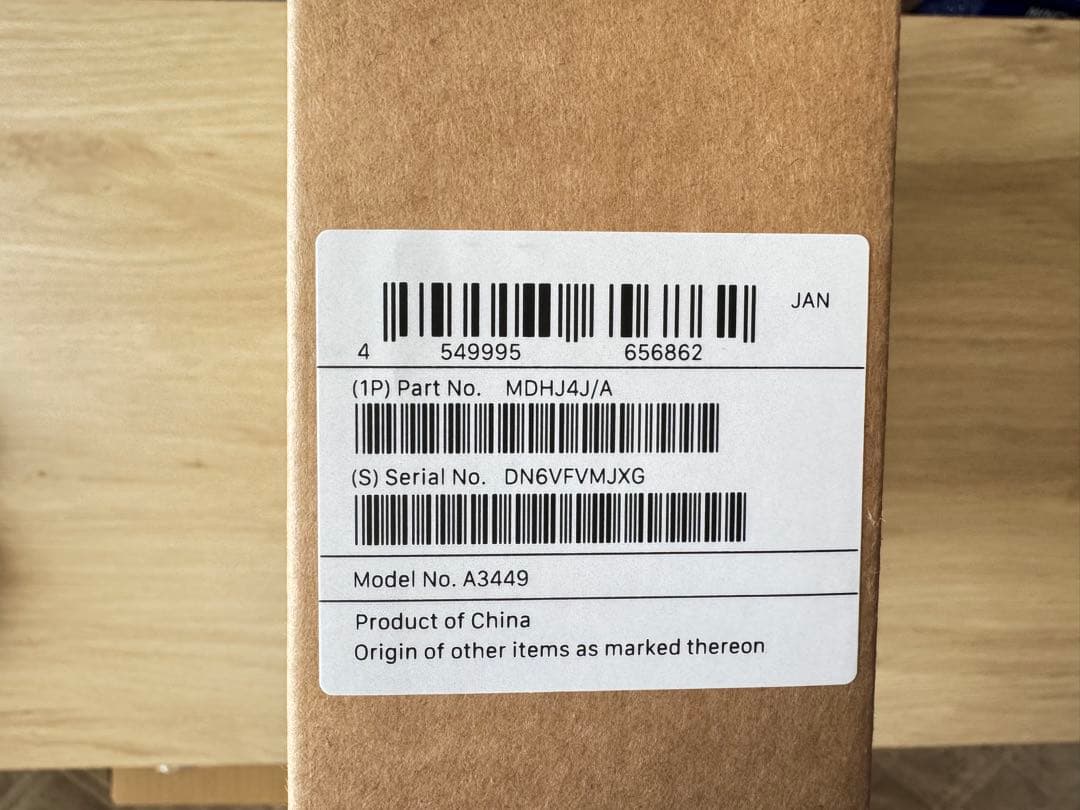 JAN
4 549995 656862
(1P) Part No. MDHJ4J/A
(S) Serial No. DN6VFVMJXG
Model No. A3449
Product of China
Origin of other items as marked thereon